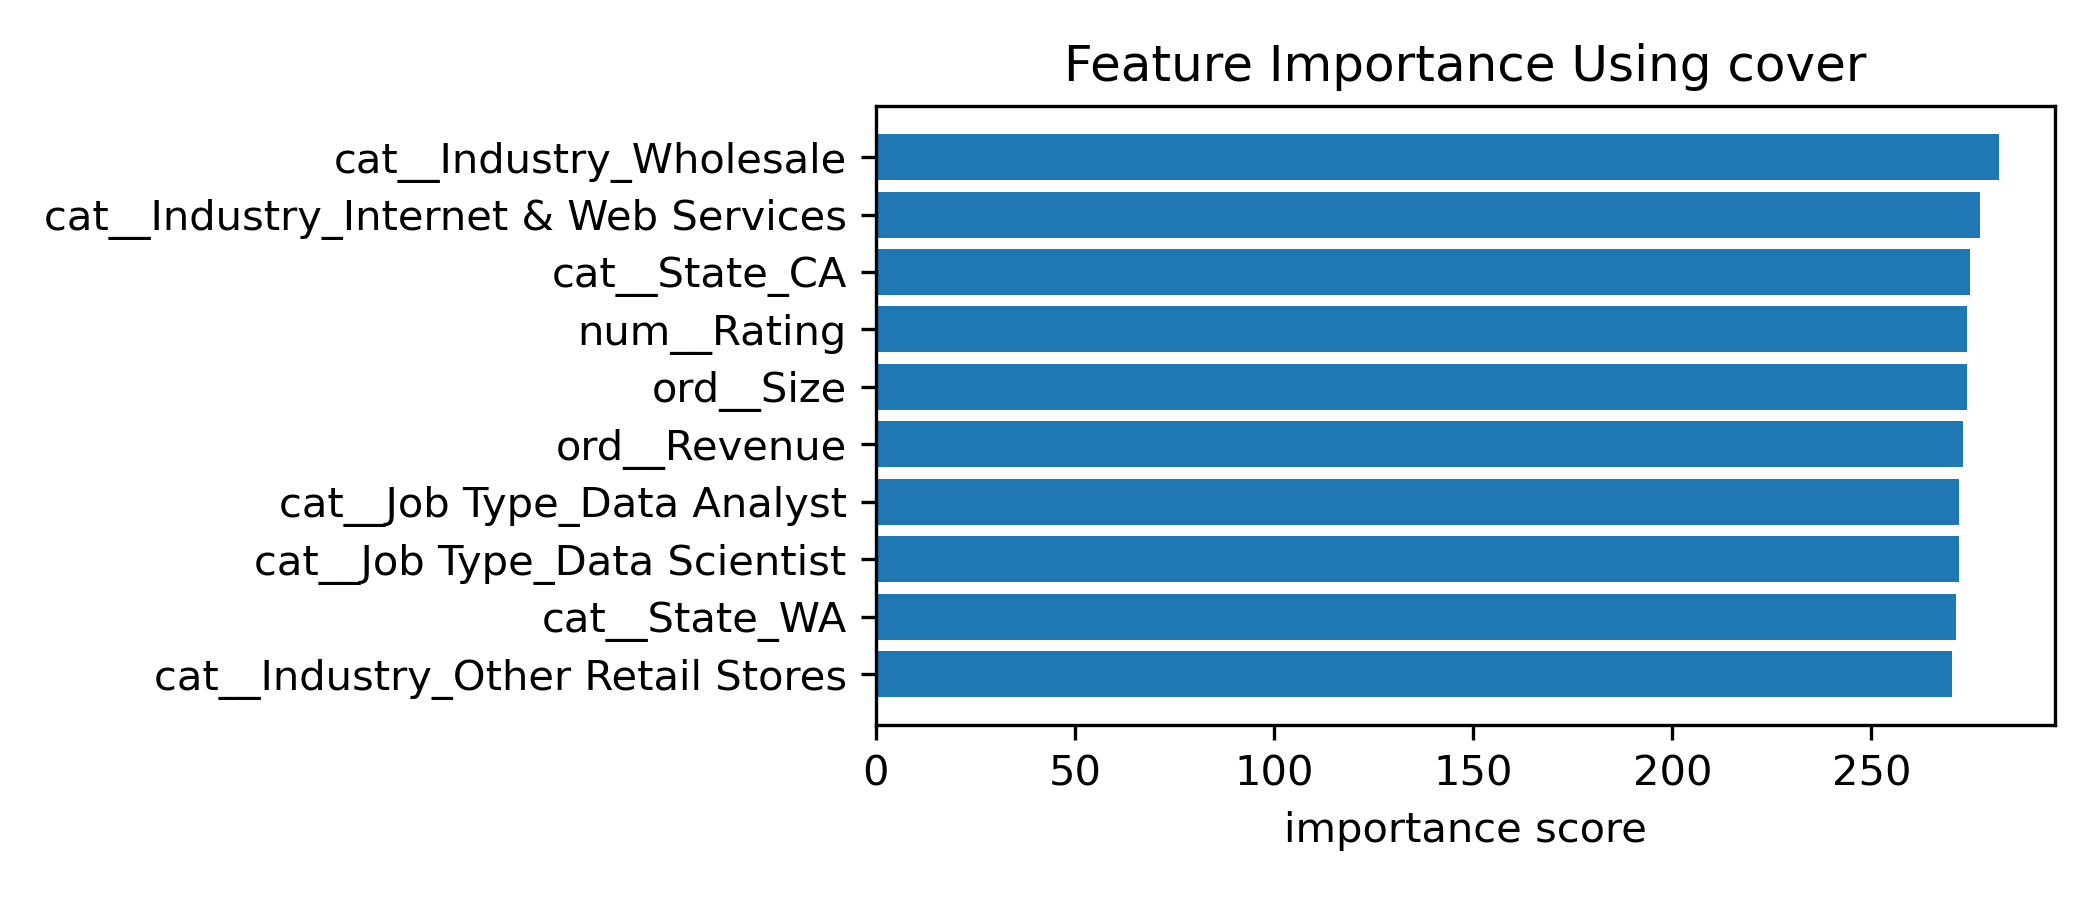 Feature Importance Using cover
cat__Industry_Wholesale
cat__Industry_Internet & Web Services
cat__State_CA
num__Rating
ord__Size
ord__Revenue
cat__Job Type_Data Analyst
cat__Job Type_Data Scientist
cat__State_WA
cat__Industry_Other Retail Stores
0 50 100 150 200 250
importance score